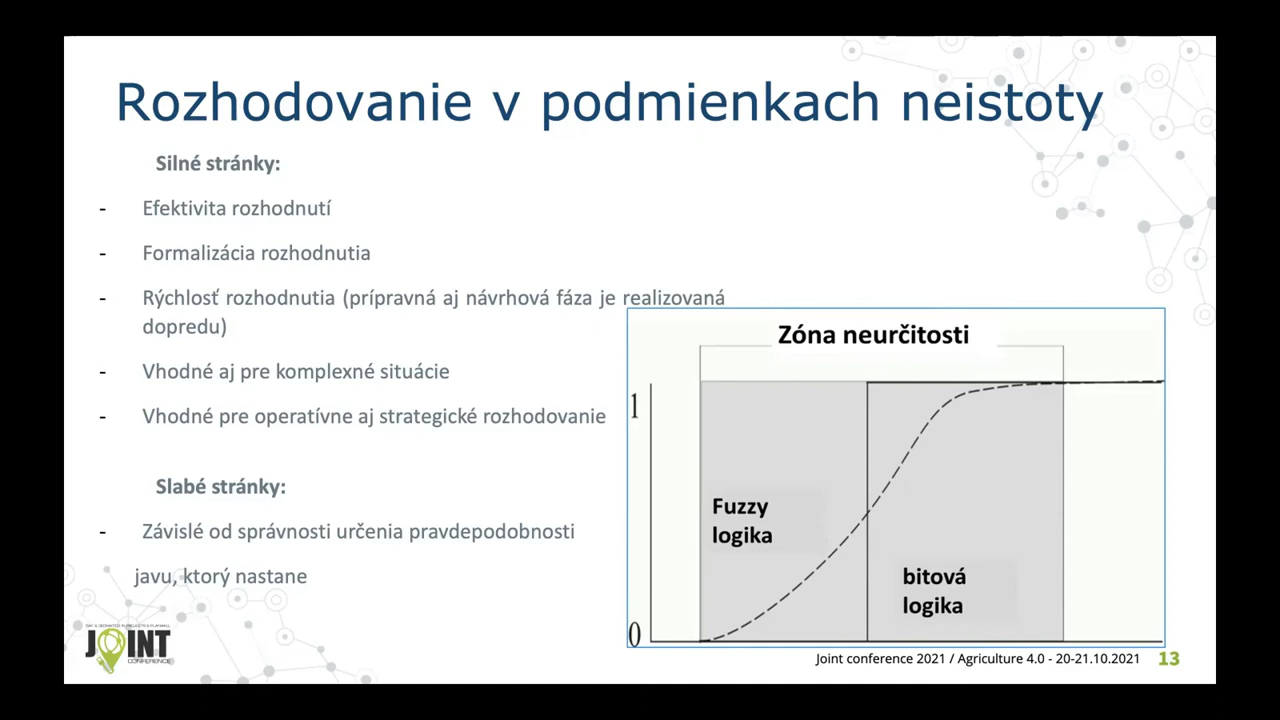 Rozhodovanie v podmienkach neistoty
Silné stránky:
- Efektivita rozhodnutí
- Formalizácia rozhodnutia
- Rýchlosť rozhodnutia (prípravná aj návrhová fáza je realizovaná
dopredu)
- Vhodné aj pre komplexné situácie
- Vhodné pre operatívne aj strategické rozhodovanie
Slabé stránky:
- Závislé od správnosti určenia pravdepodobnosti
javu, ktorý nastane
Zóna neurčitosti
1
Fuzzy
logika
bitová
logika
0
JOINT
CONFERENCE
Joint conference 2021 / Agriculture 4.0 - 20-21.10.2021
13